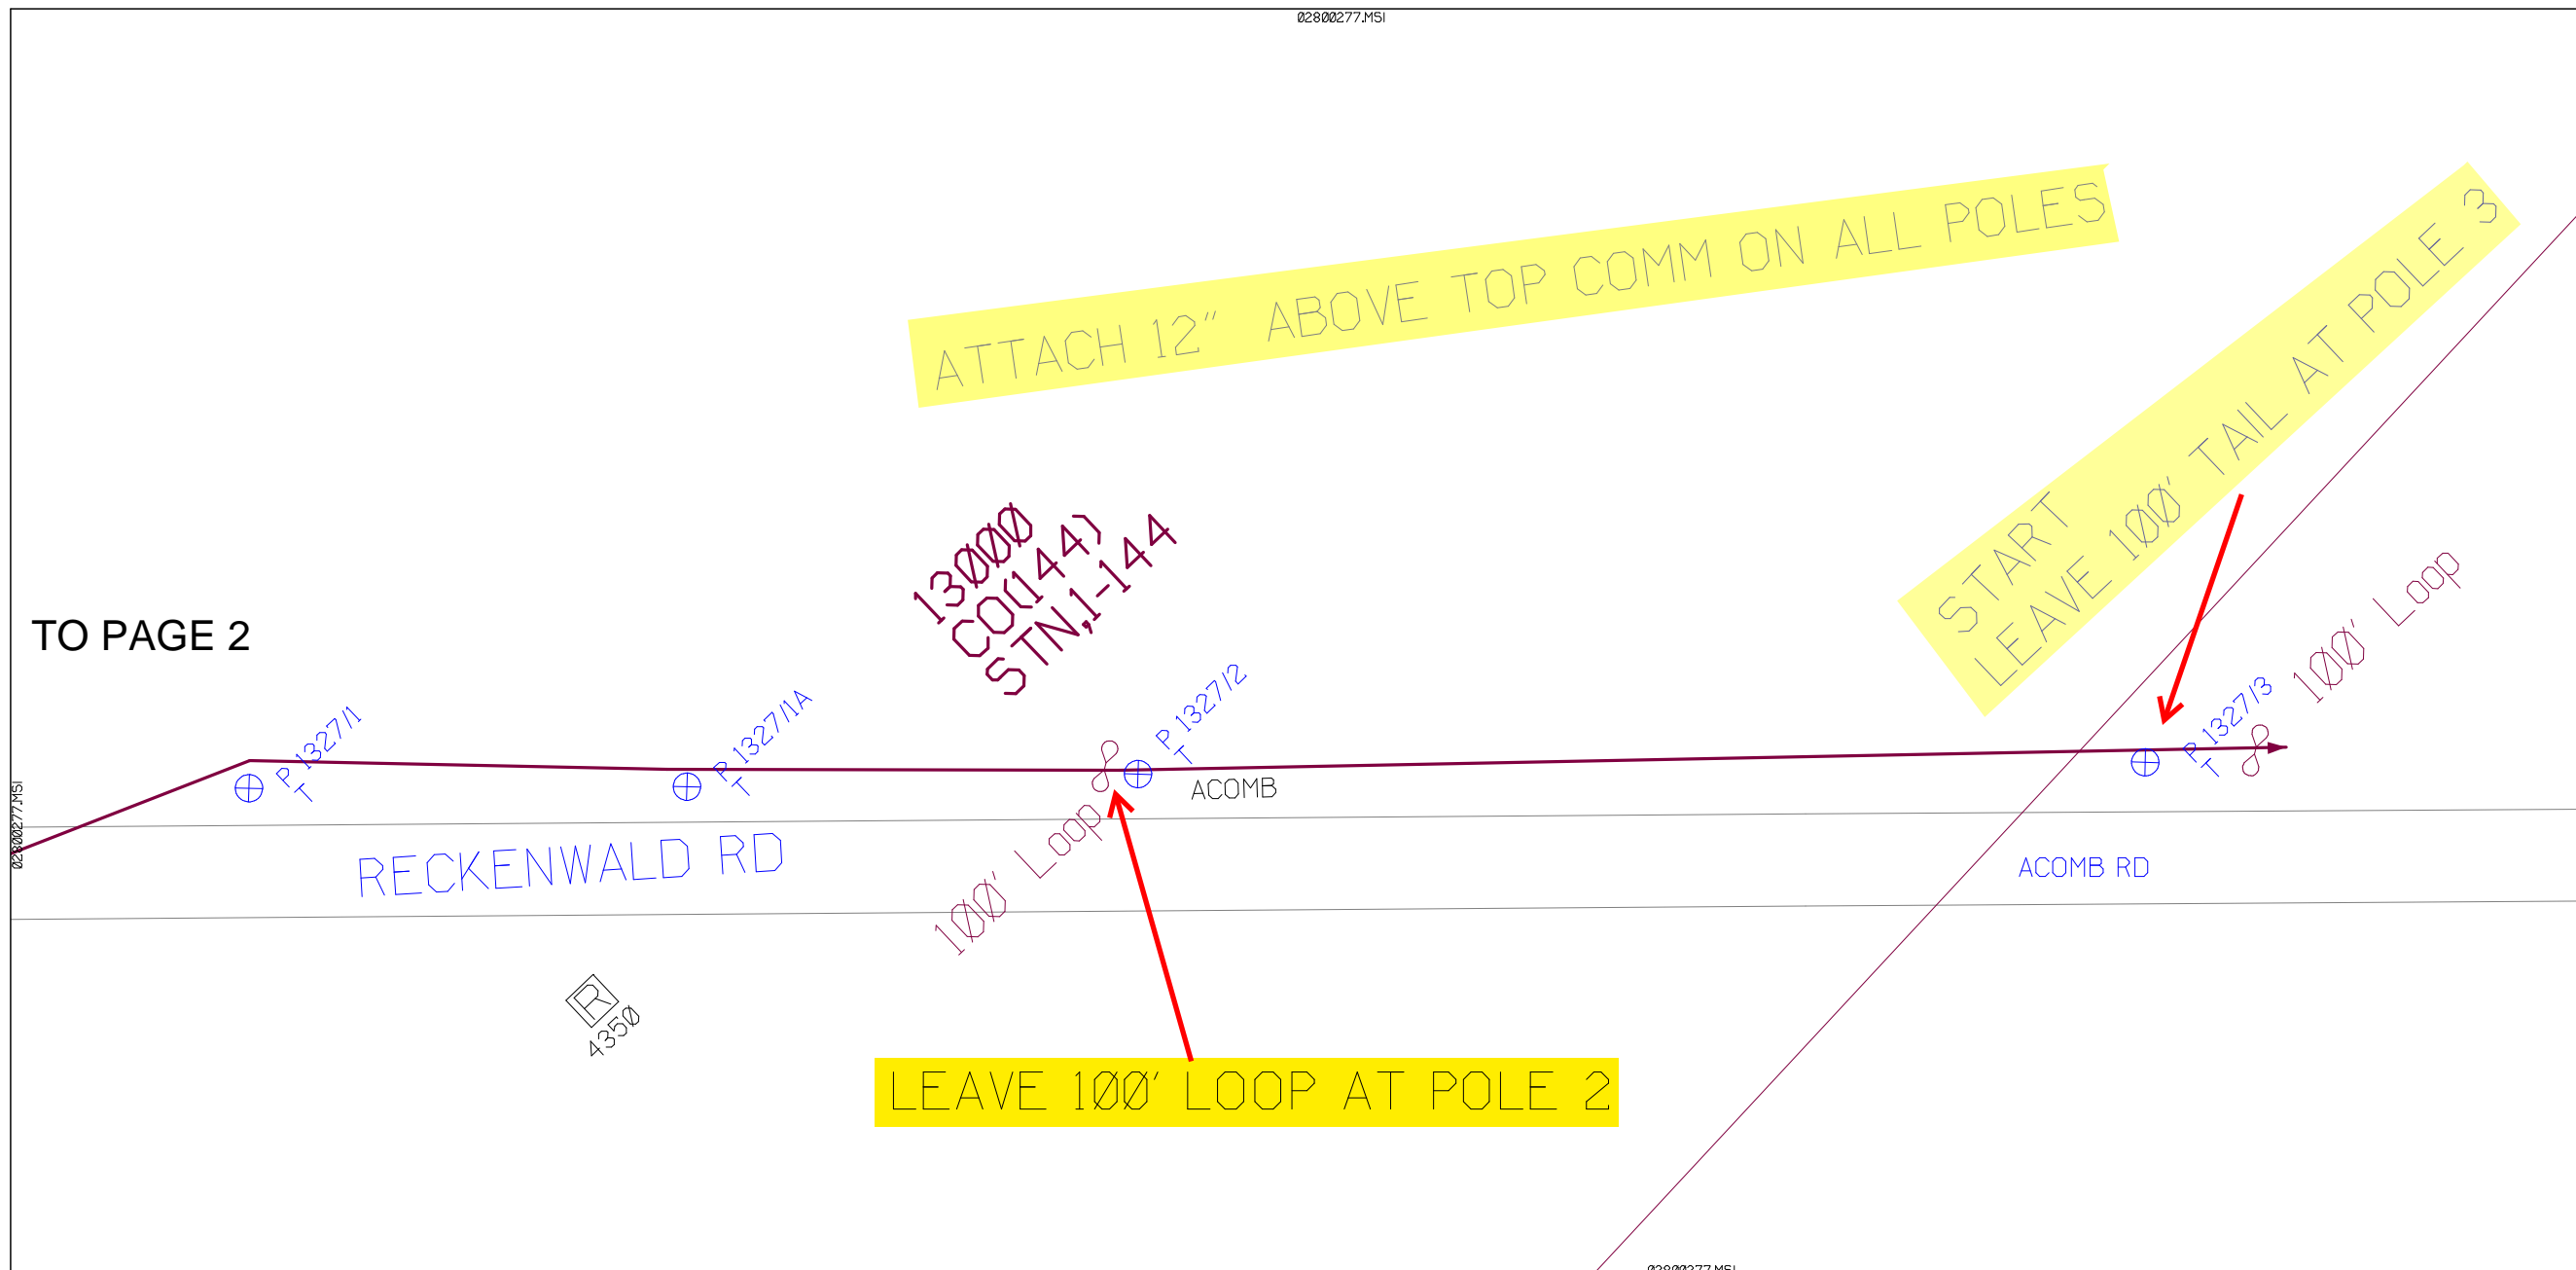 02800277.MSI
ATTACH 12" ABOVE TOP COMM ON ALL POLES
START
LEAVE 100' TAIL AT POLE 3
13000
CO(144)
STN,1-144
TO PAGE 2
P 1327/1
T
P 1327/1A
T
P 1327/2
T
P 1327/3
T
100' Loop
ACOMB
02800277.MSI
RECKENWALD RD
100' Loop
ACOMB RD
R
4350
LEAVE 100' LOOP AT POLE 2
02800277.MSI